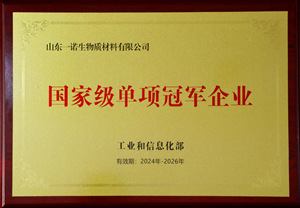 山东一诺生物质材料有限公司
国家级单项冠军企业
工业和信息化部
有效期：2024年-2026年